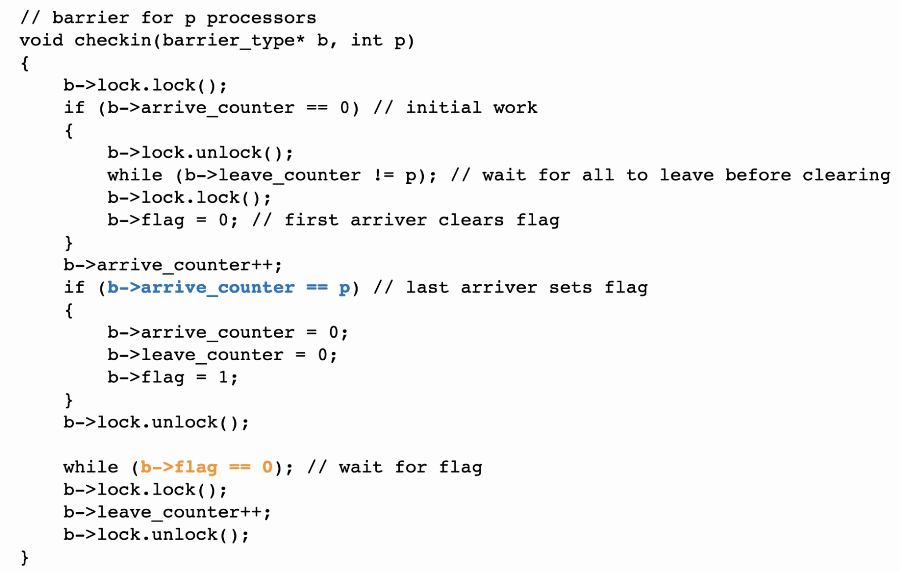 // barrier for p processors
void checkin(barrier_type* b, int p)
{
    b->lock.lock();
    if (b->arrive_counter == 0) // initial work
    {
        b->lock.unlock();
        while (b->leave_counter != p); // wait for all to leave before clearing
        b->lock.lock();
        b->flag = 0; // first arriver clears flag
    }
    b->arrive_counter++;
    if (b->arrive_counter == p) // last arriver sets flag
    {
        b->arrive_counter = 0;
        b->leave_counter = 0;
        b->flag = 1;
    }
    b->lock.unlock();

    while (b->flag == 0); // wait for flag
    b->lock.lock();
    b->leave_counter++;
    b->lock.unlock();
}